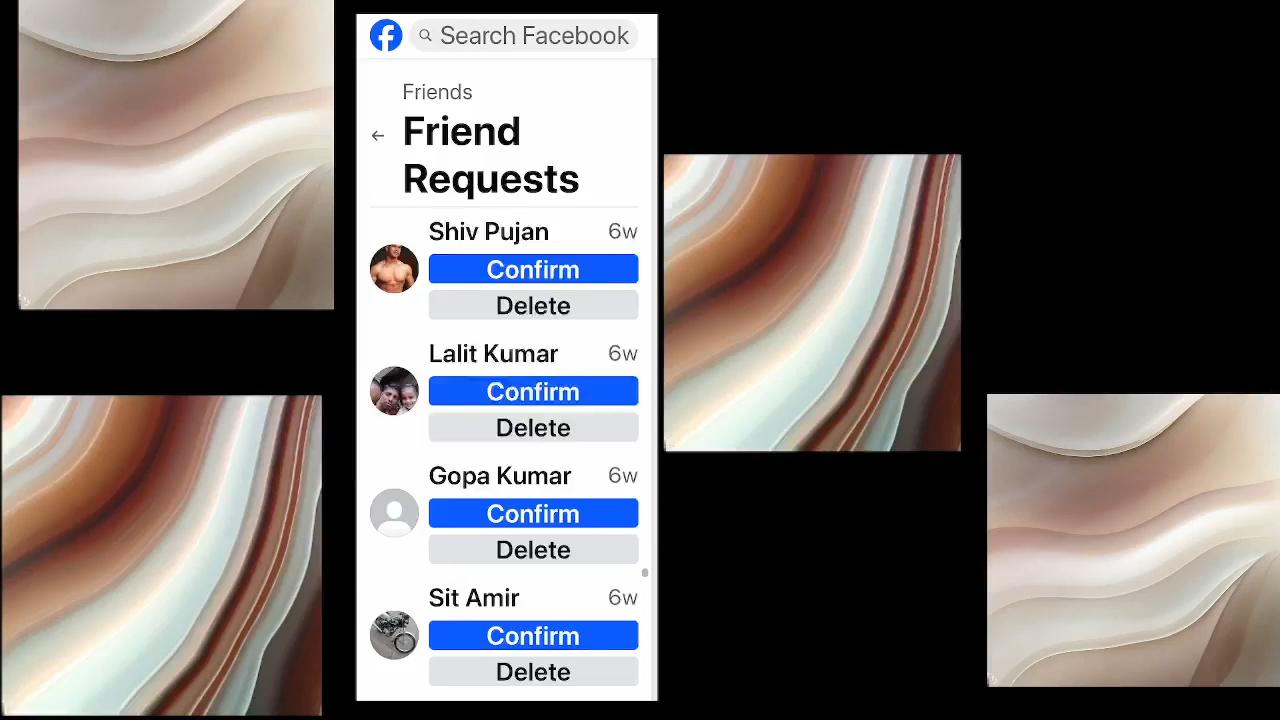 Search Facebook
Friends
Friend
Requests
Shiv Pujan 6w
Confirm
Delete
Lalit Kumar 6w
Confirm
Delete
Gopa Kumar 6w
Confirm
Delete
Sit Amir 6w
Confirm
Delete